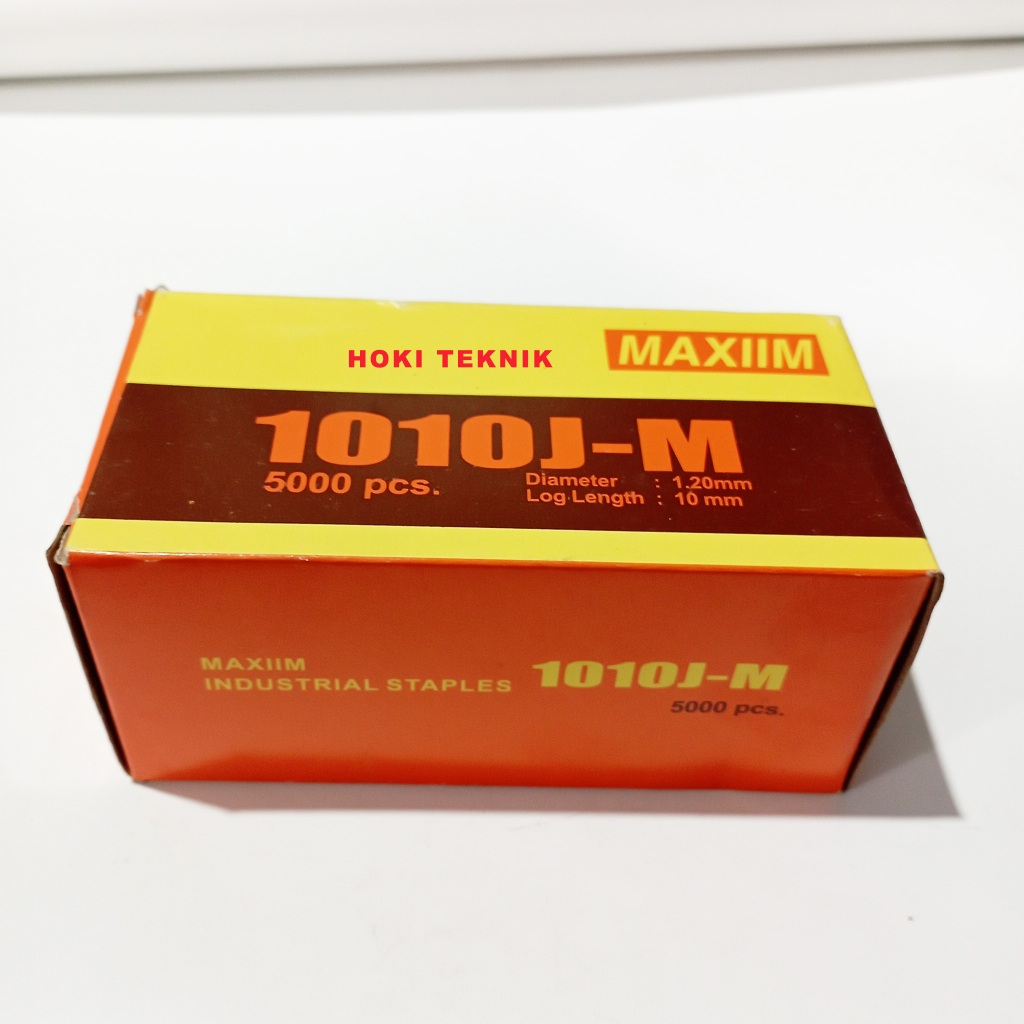 HOKI TEKNIK
MAXIIM
1010J-M
5000 pcs.
Diameter : 1.20mm
Log Length : 10 mm
MAXIIM
INDUSTRIAL STAPLES
1010J-M
5000 pcs.